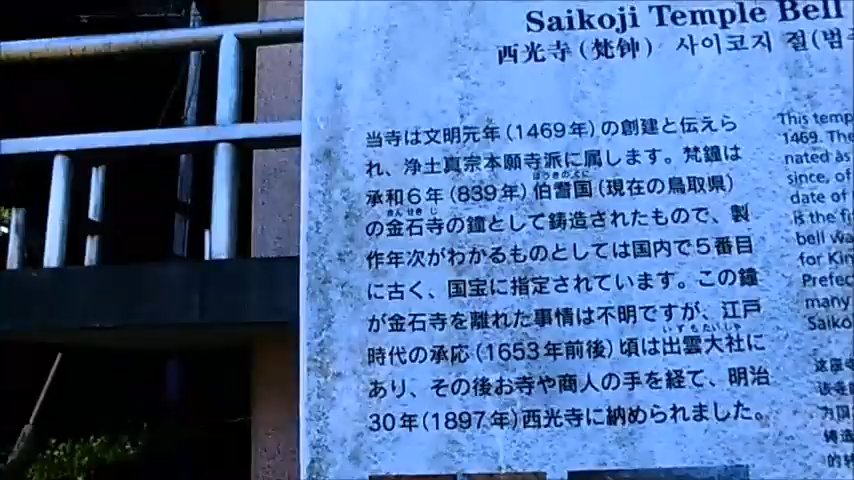 Saikoji Temple Bell
西光寺（梵钟） 사이코지 절(범
当寺は文明元年（1469年）の創建と伝えら
れ、浄土真宗本願寺派に属します。梵鐘は
承和6年（839年）伯耆国（現在の鳥取県）
の金石寺の鐘として鋳造されたもので、製
作年次がわかるものとしては国内で5番目
に古く、国宝に指定されています。この鐘
が金石寺を離れた事情は不明ですが、江戸
時代の承応（1653年前後）頃は出雲大社に
あり、その後お寺や商人の手を経て、明治
30年（1897年）西光寺に納められました。
This temp
1469. The
nated as
since, of
date of
is the fi
bell wa
for Kin
Prefec
many
Saiko
这座
该寺
为国
铸造
的